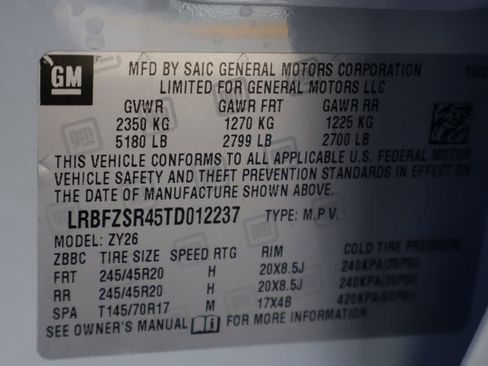 GM MFD BY SAIC GENERAL MOTORS CORPORATION
LIMITED FOR GENERAL MOTORS LLC
GVWR GAWR FRT GAWR RR
2350 KG 1270 KG 1225 KG
5180 LB 2799 LB 2700 LB
THIS VEHICLE CONFORMS TO ALL APPLICABLE U.S. FEDERAL MOTOR
VEHICLE SAFETY AND THEFT PREVENTION STANDARDS IN EFFECT ON
THE DATE OF MANUFACTURE SHOWN ABOVE.
LRBFZSR45TD012237 TYPE: M.P.V.
MODEL: ZY26
ZBBC TIRE SIZE SPEED RTG RIM COLD TIRE PRESSURE
FRT 245/45R20 H 20X8.5J 240KPA(35PSI)
RR 245/45R20 H 20X8.5J 240KPA(35PSI)
SPA T145/70R17 M 17X4B 420KPA(60PSI)
SEE OWNER'S MANUAL FOR MORE INFORMATION